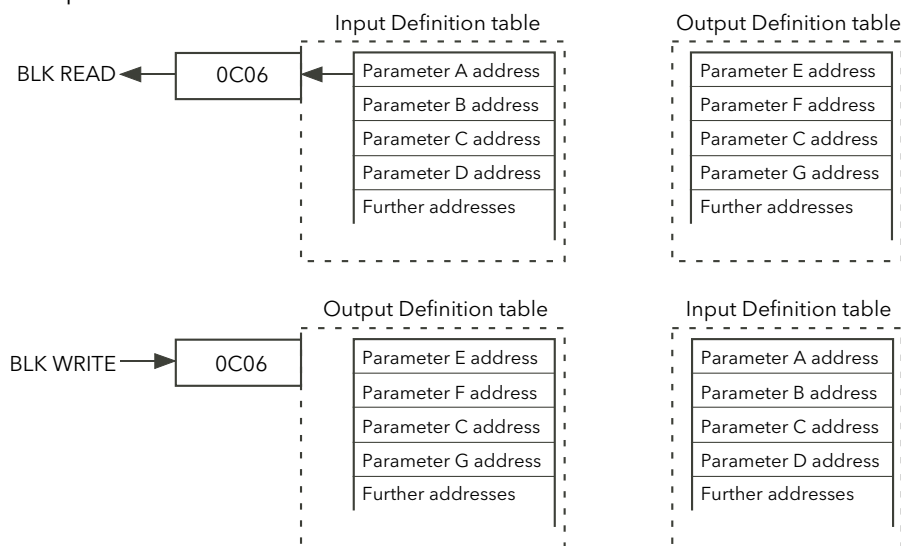 Input Definition table
Output Definition table
BLK READ
0C06
Parameter A address
Parameter B address
Parameter C address
Parameter D address
Further addresses
Parameter E address
Parameter F address
Parameter C address
Parameter G address
Further addresses
Output Definition table
Input Definition table
BLK WRITE
0C06
Parameter E address
Parameter F address
Parameter C address
Parameter G address
Further addresses
Parameter A address
Parameter B address
Parameter C address
Parameter D address
Further addresses